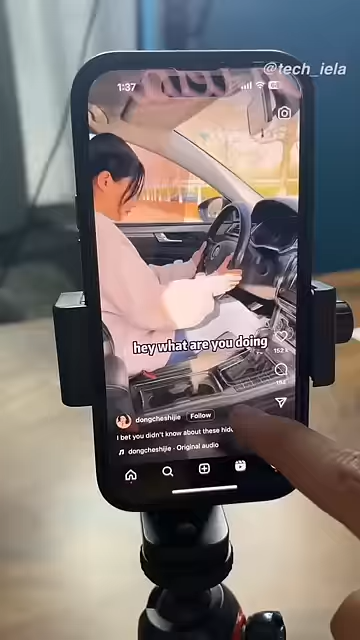 @tech_iela
1:37
hey what are you doing
152 k
152
dongcheshijie Follow
I bet you didn't know about these
dongcheshijie · Original audio